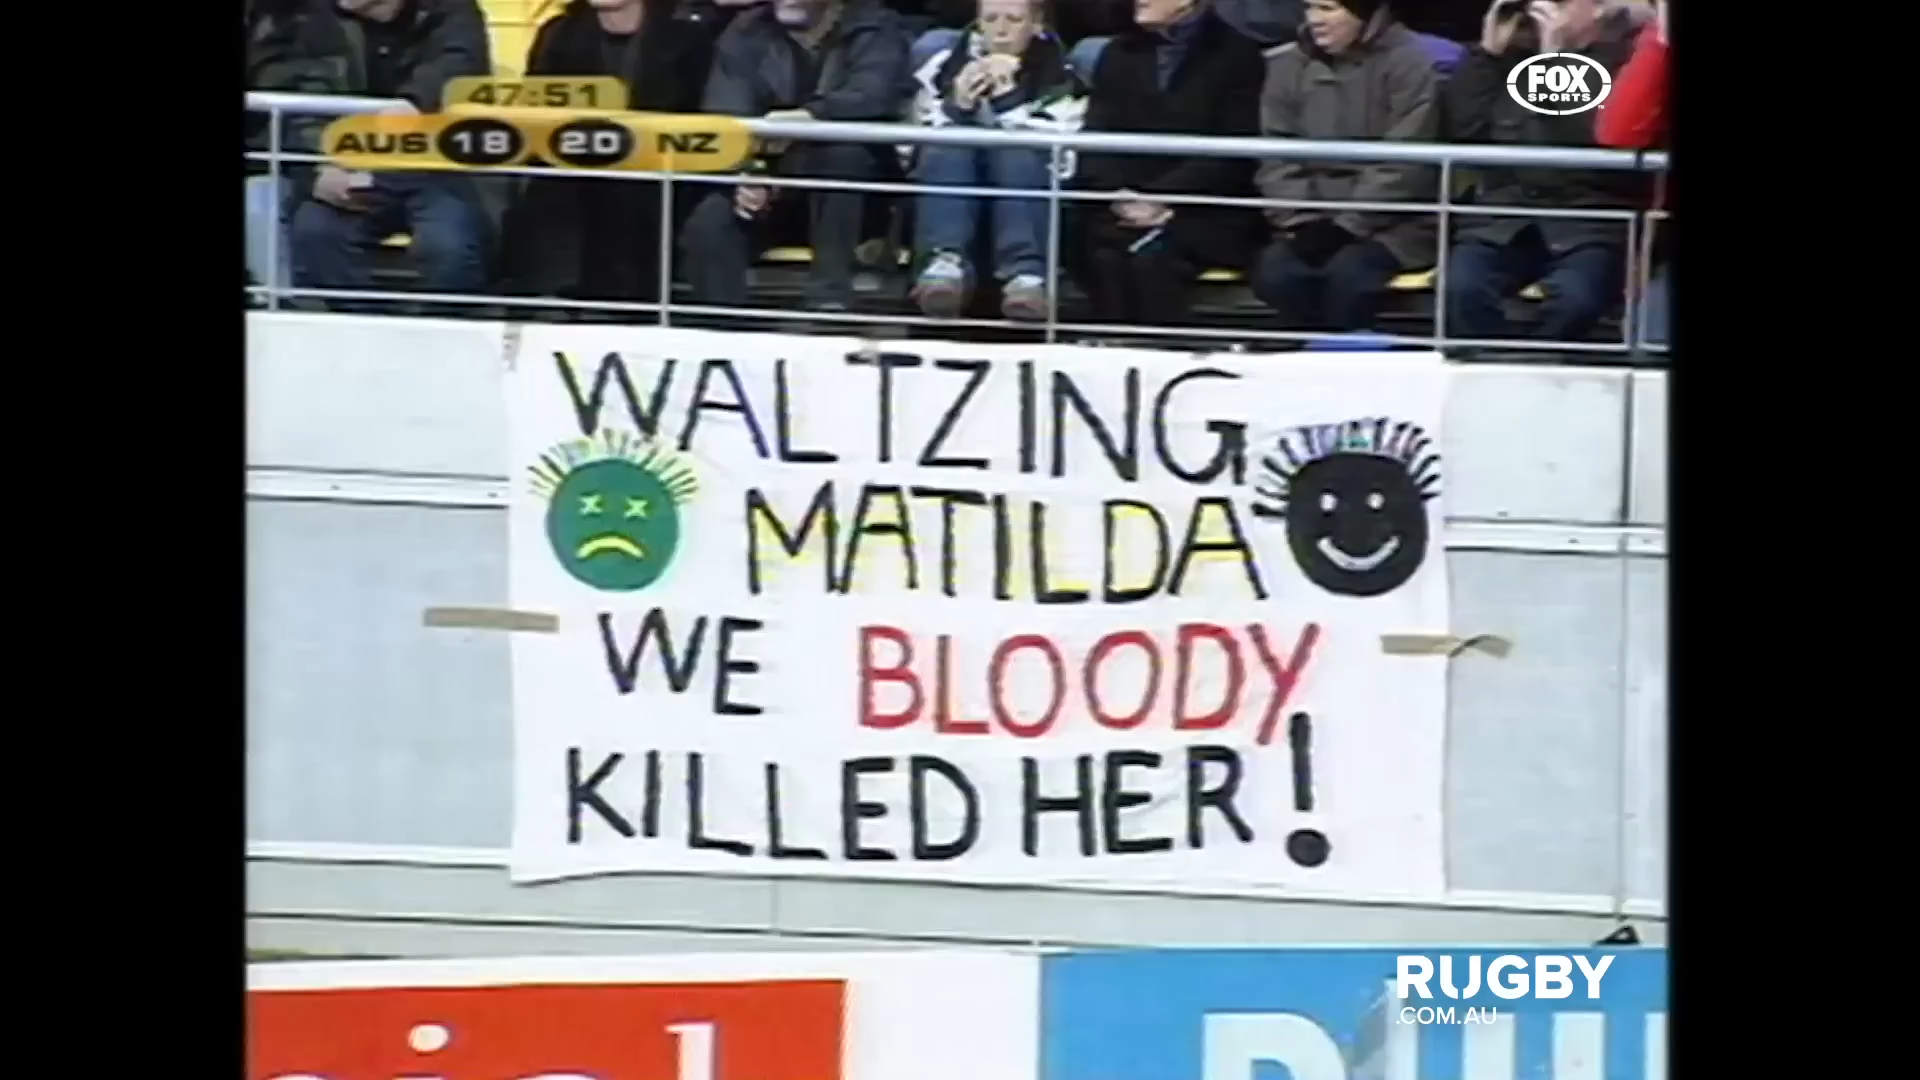 47:51
AUS 18 20 NZ
FOX
SPORTS
WALTZING
MATILDA
WE BLOODY
KILLED HER!
RUGBY
.COM.AU